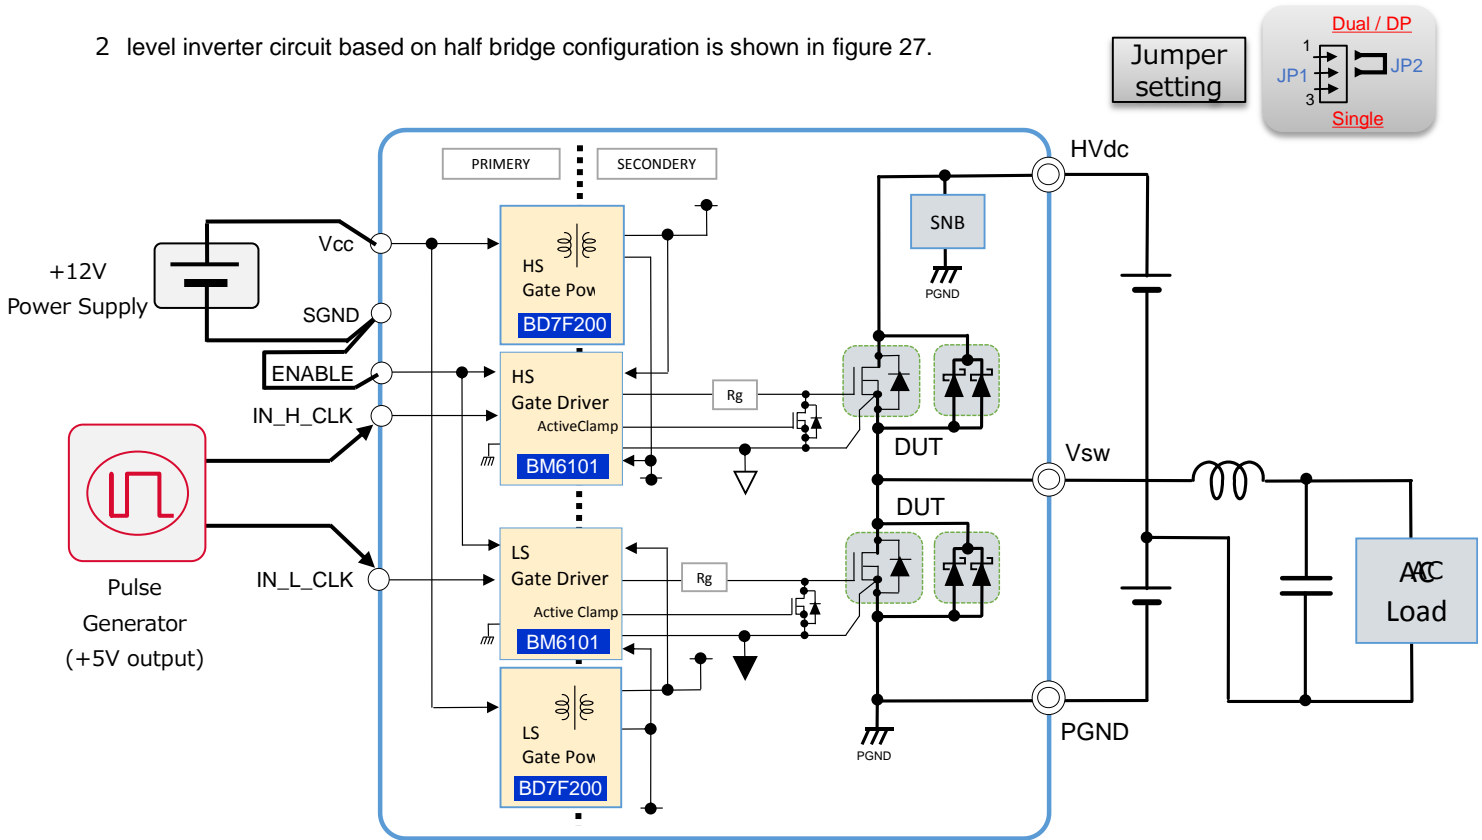 2 level inverter circuit based on half bridge configuration is shown in figure 27.
Jumper
setting
Dual / DP
1
JP1
JP2
3
Single
HVdc
PRIMERY
SECONDERY
SNB
PGND
+12V
Power Supply
Vcc
SGND
ENABLE
IN_H_CLK
HS
Gate Pow
BD7F200
HS
Gate Driver
ActiveClamp
BM6101
Rg
DUT
Vsw
DUT
Pulse
Generator
(+5V output)
IN_L_CLK
LS
Gate Driver
Active Clamp
BM6101
Rg
AC
Load
LS
Gate Pow
BD7F200
PGND
PGND